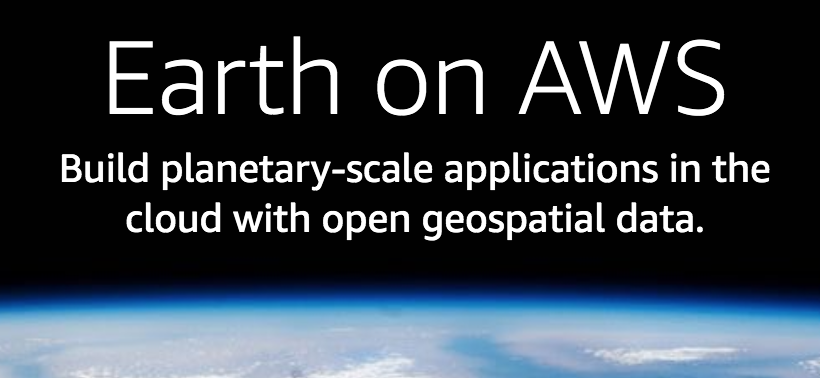 Earth on AWS
Build planetary-scale applications in the
cloud with open geospatial data.